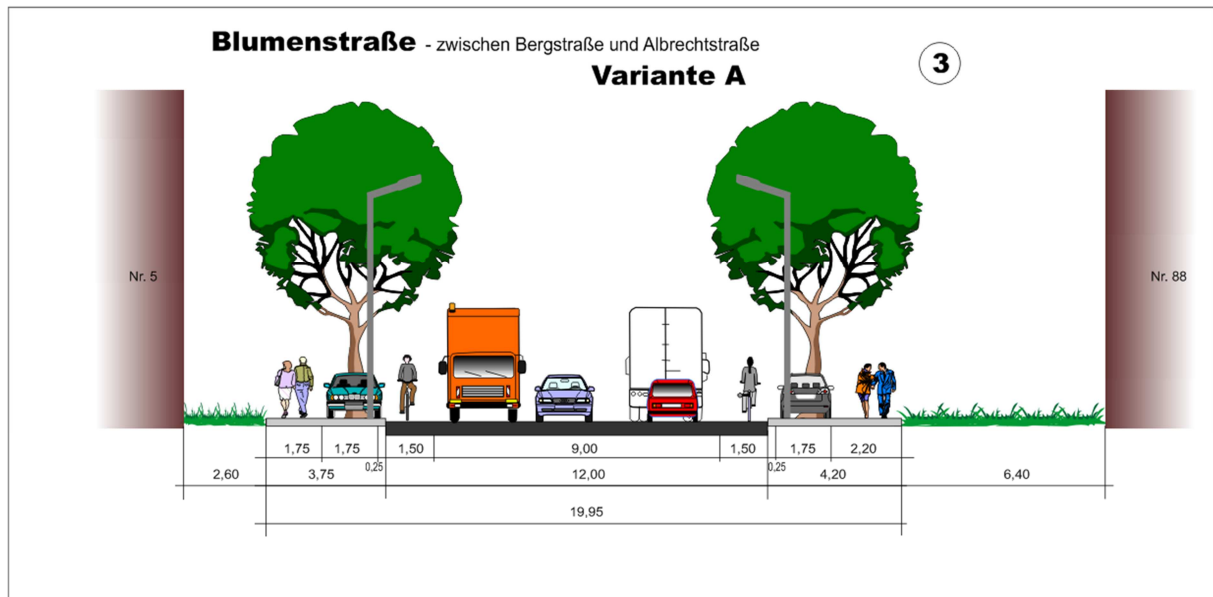 Blumenstraße - zwischen Bergstraße und Albrechtstraße
Variante A
3
Nr. 5
Nr. 88
1,75 1,75 0,25 1,50 9,00 1,50 0,25 1,75 2,20
2,60 3,75 12,00 4,20 6,40
19,95